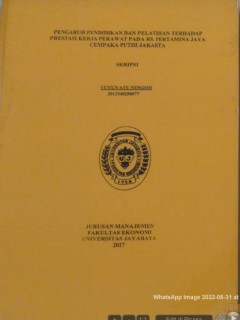 PENGARUH PENDIDIKAN DAN PELATIHAN TERHADAP
PRESTASI KERJA PERAWAT PADA RS. PERTAMINA JAYA
CEMPAKA PUTIH JAKARTA
SKRIPSI
JURUSAN MANAJEMEN
FAKULTAS EKONOMI
UNIVERSITAS JAYABAYA
2017
WhatsApp Image 2022-08-31 at